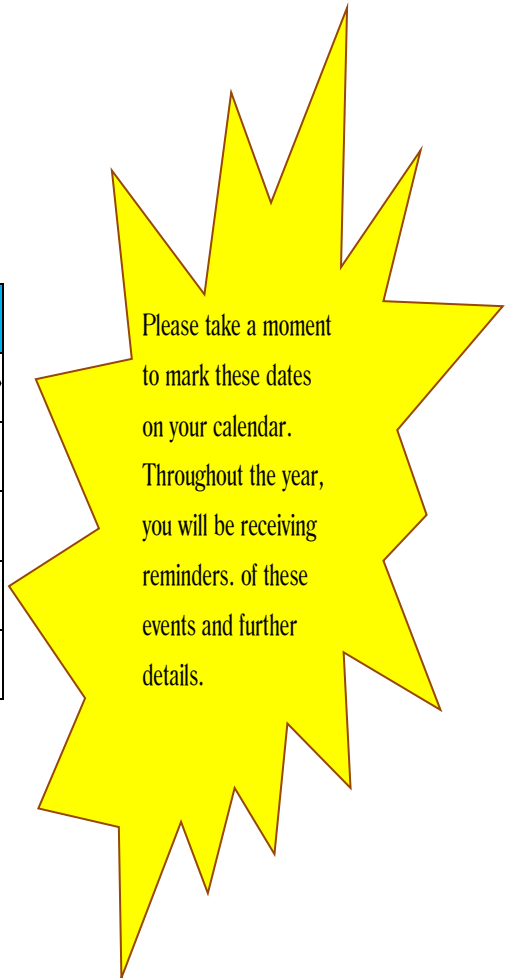 Please take a moment
to mark these dates
on your calendar.
Throughout the year,
you will be receiving
reminders. of these
events and further
details.